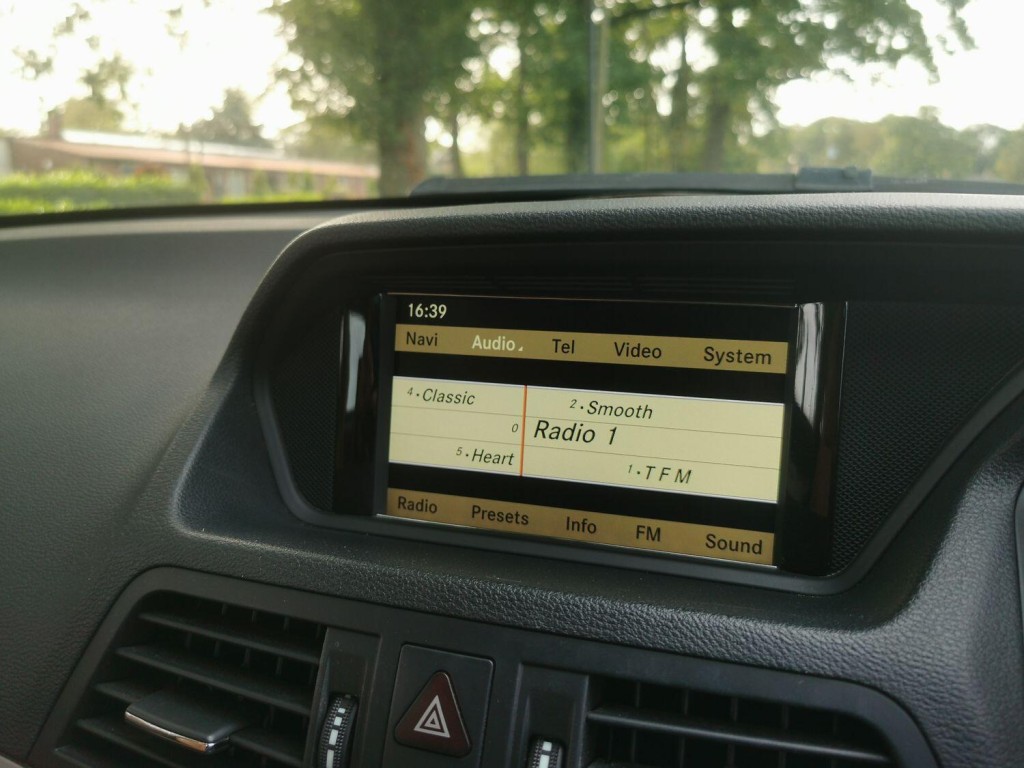 16:39
Navi Audio Tel Video System
4·Classic 2·Smooth
0 Radio 1
5·Heart 1·TFM
Radio Presets Info FM Sound